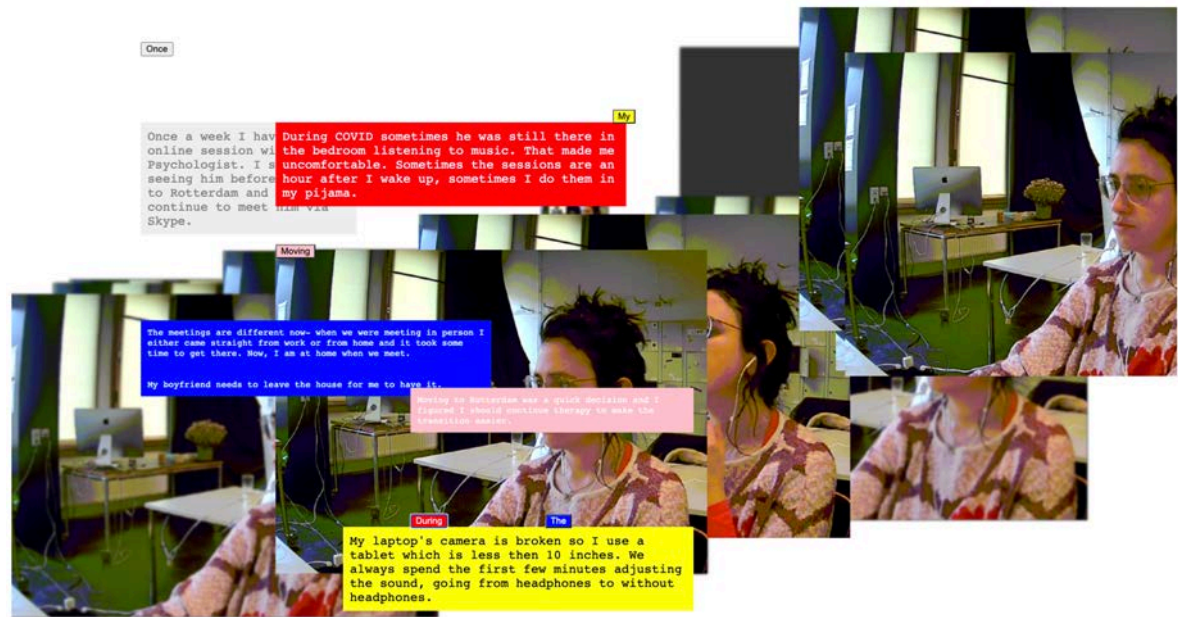 Once
My
Once a week I hav
online session wi
Psychologist. I s
seeing him before
to Rotterdam and
continue to meet him via
Skype.
During COVID sometimes he was still there in
the bedroom listening to music. That made me
uncomfortable. Sometimes the sessions are an
hour after I wake up, sometimes I do them in
my pijama.
Moving
The meetings are different now- when we were meeting in person I
either came straight from work or from home and it took some
time to get there. Now, I am at home when we meet.
My boyfriend needs to leave the house for me to have it.
Moving to Rotterdam was a quick decision and I
figured I should continue therapy to make the
transition easier.
During
The
My laptop's camera is broken so I use a
tablet which is less then 10 inches. We
always spend the first few minutes adjusting
the sound, going from headphones to without
headphones.